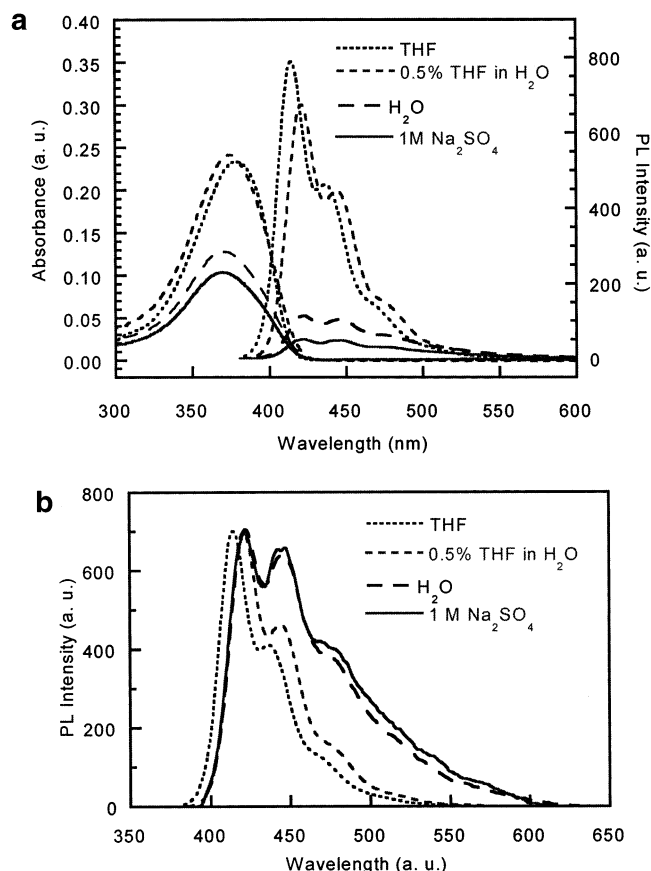 a
0.40
0.35
0.30
0.25
0.20
0.15
0.10
0.05
0.00
Absorbance (a. u.)
THF
0.5% THF in H₂O
H₂O
1M Na₂SO₄
800
600
400
200
0
PL Intensity (a. u.)
300 350 400 450 500 550 600
Wavelength (nm)
b
800
600
400
200
0
PL Intensity (a. u.)
THF
0.5% THF in H₂O
H₂O
1 M Na₂SO₄
350 400 450 500 550 600 650
Wavelength (a. u.)